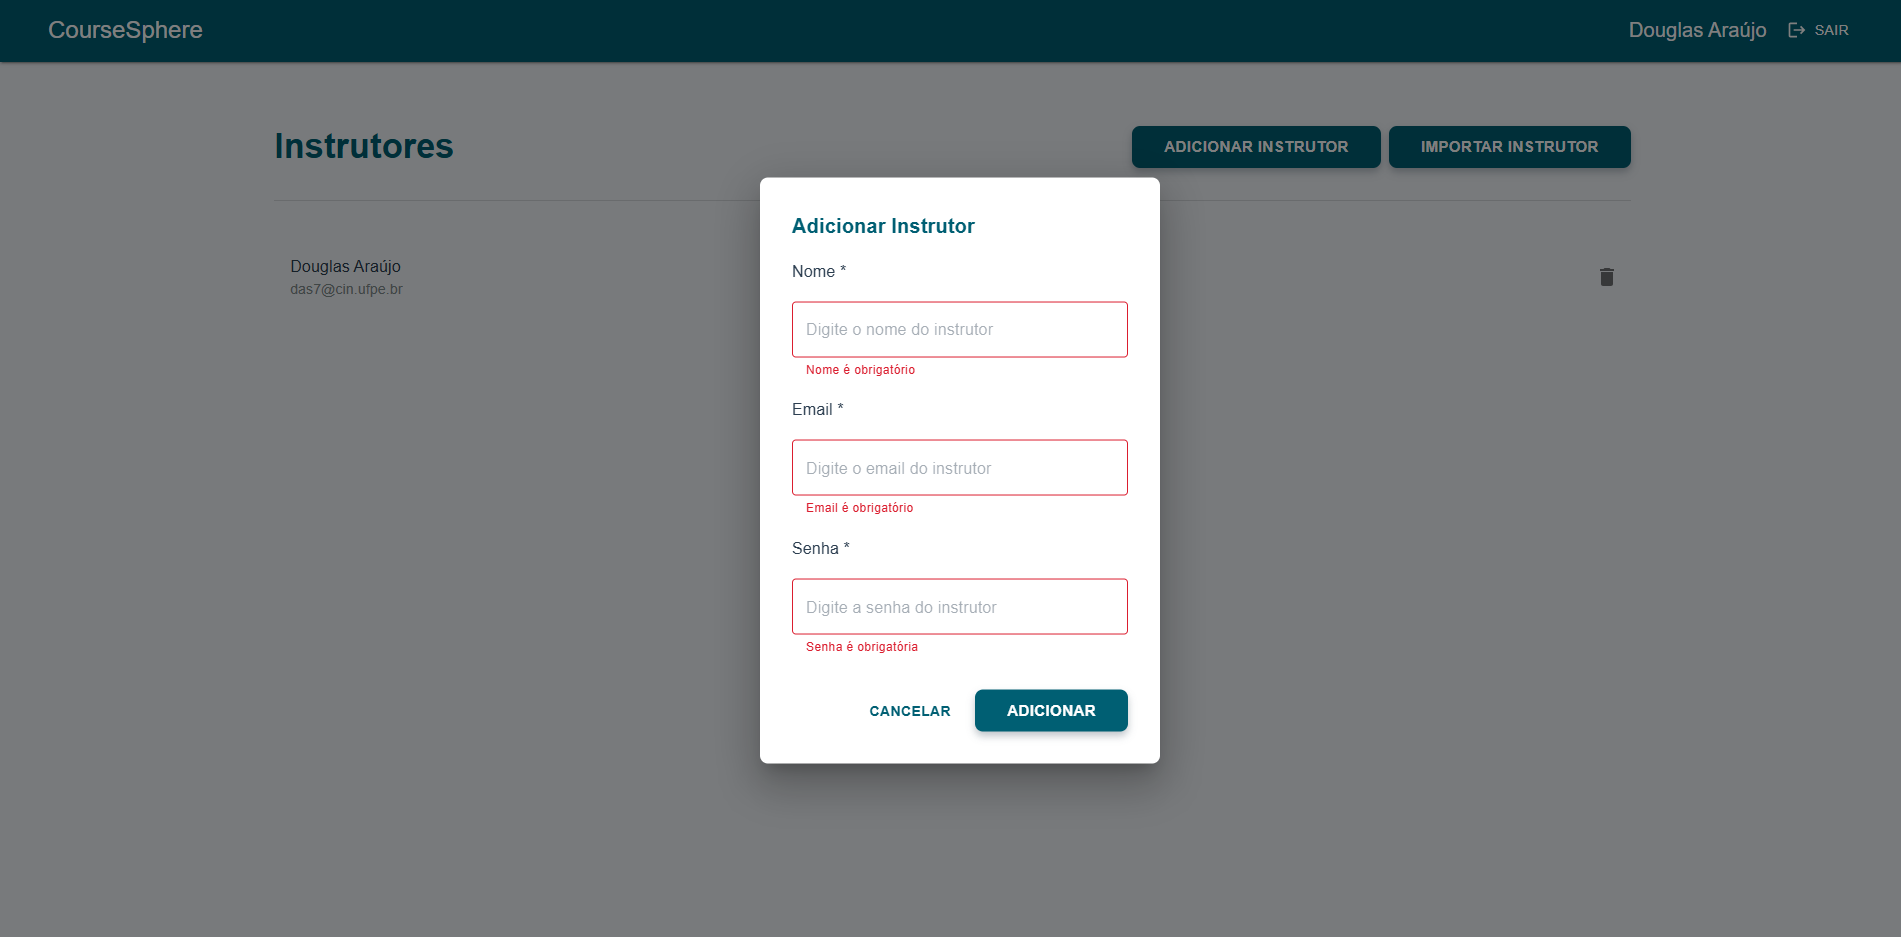 CourseSphere
Douglas Araújo
SAIR
Instrutores
ADICIONAR INSTRUTOR
IMPORTAR INSTRUTOR
Douglas Araújo
das7@cin.ufpe.br
Adicionar Instrutor
Nome *
Digite o nome do instrutor
Nome é obrigatório
Email *
Digite o email do instrutor
Email é obrigatório
Senha *
Digite a senha do instrutor
Senha é obrigatória
CANCELAR
ADICIONAR